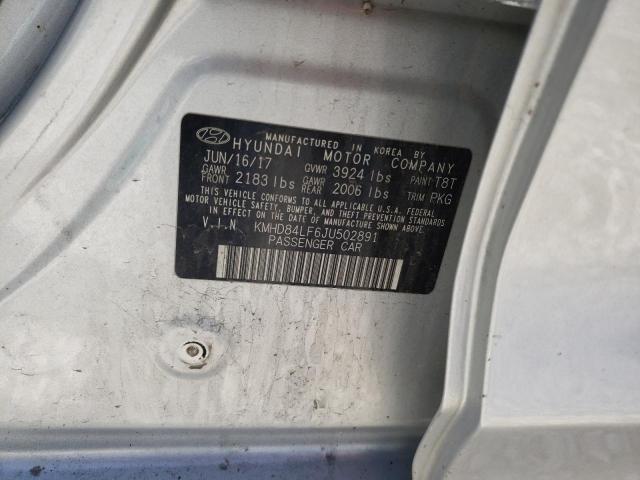 MANUFACTURED IN KOREA BY
HYUNDAI MOTOR COMPANY
JUN/16/17 GVWR 3924 lbs PAINT: T8T
GAWR FRONT 2183 lbs GAWR REAR 2006 lbs TRIM PKG
THIS VEHICLE CONFORMS TO ALL APPLICABLE U.S.A. FEDERAL
MOTOR VEHICLE SAFETY, BUMPER, AND THEFT PREVENTION STANDARDS
IN EFFECT ON THE DATE OF MANUFACTURE SHOWN ABOVE.
V.I.N KMHD84LF6JU502891
PASSENGER CAR